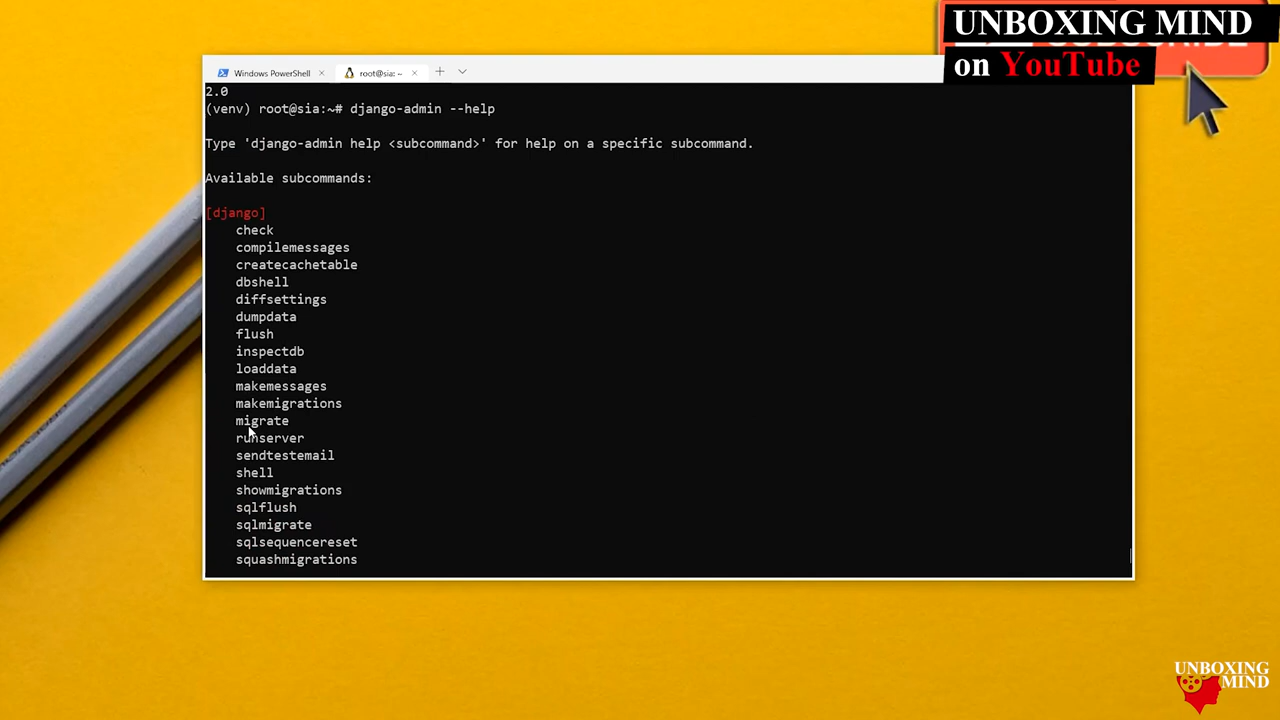 UNBOXING MIND
on YouTube
Windows PowerShell
root@sia: ~
2.0
(venv) root@sia:~# django-admin --help
Type 'django-admin help <subcommand>' for help on a specific subcommand.
Available subcommands:
[django]
check
compilemessages
createcachetable
dbshell
diffsettings
dumpdata
flush
inspectdb
loaddata
makemessages
makemigrations
migrate
runserver
sendtestemail
shell
showmigrations
sqlflush
sqlmigrate
sqlsequencereset
squashmigrations
UNBOXING
MIND